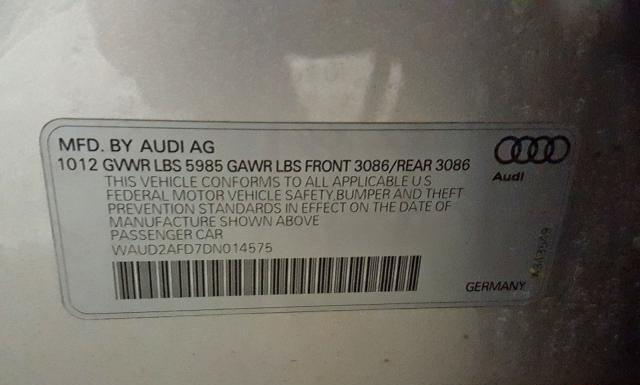 MFD. BY AUDI AG
1012 GVWR LBS 5985 GAWR LBS FRONT 3086/REAR 3086
THIS VEHICLE CONFORMS TO ALL APPLICABLE U S
FEDERAL MOTOR VEHICLE SAFETY, BUMPER AND THEFT
PREVENTION STANDARDS IN EFFECT ON THE DATE OF
MANUFACTURE SHOWN ABOVE
PASSENGER CAR
WAUD2AFD7DN014575
Audi
GERMANY